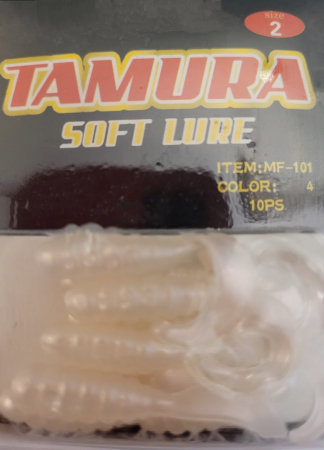 Size
2
TAMURA
SOFT LURE
ITEM:MF-101
COLOR: 4
10PS